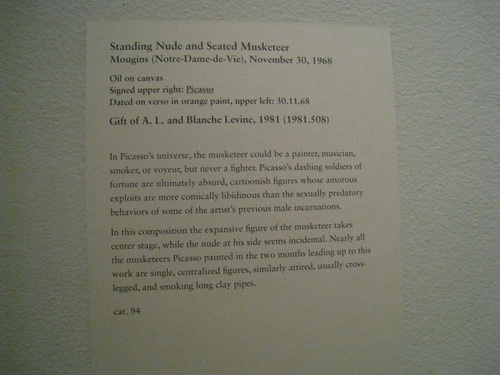 Standing Nude and Seated Musketeer
Mougins (Notre-Dame-de-Vie), November 30, 1968
Oil on canvas
Signed upper right: Picasso
Dated on verso in orange paint, upper left: 30.11.68
Gift of A. L. and Blanche Levine, 1981 (1981.508)
In Picasso's universe, the musketeer could be a painter, musician,
smoker, or voyeur, but never a fighter. Picasso's dashing soldiers of
fortune are ultimately absurd, cartoonish figures whose amorous
exploits are more comically libidinous than the sexually predatory
behaviors of some of the artist's previous male incarnations.
In this composition the expansive figure of the musketeer takes
center stage, while the nude at his side seems incidental. Nearly all
the musketeers Picasso painted in the two months leading up to this
work are single, centralized figures, similarly attired, usually cross-
legged, and smoking long clay pipes.
cat. 94